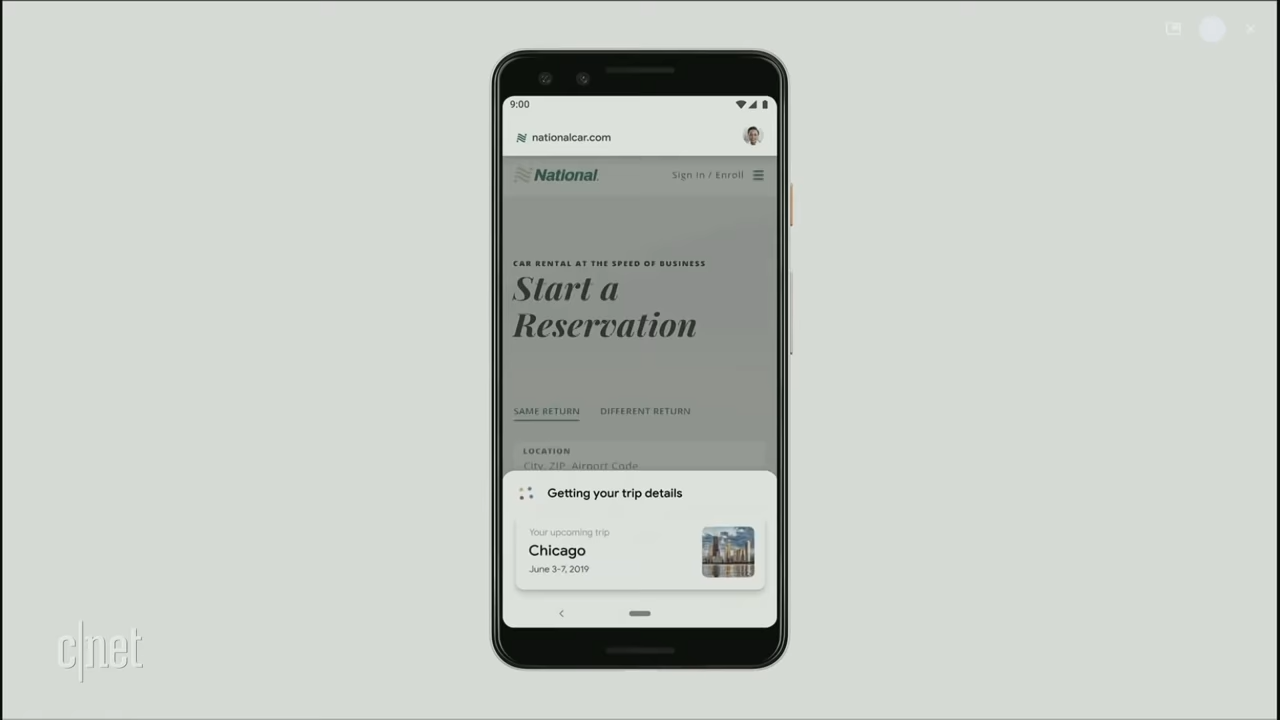 9:00
nationalcar.com
National
Sign In / Enroll
CAR RENTAL AT THE SPEED OF BUSINESS
Start a
Reservation
SAME RETURN DIFFERENT RETURN
LOCATION
City, ZIP, Airport Code
Getting your trip details
Your upcoming trip
Chicago
June 3-7, 2019
c|net